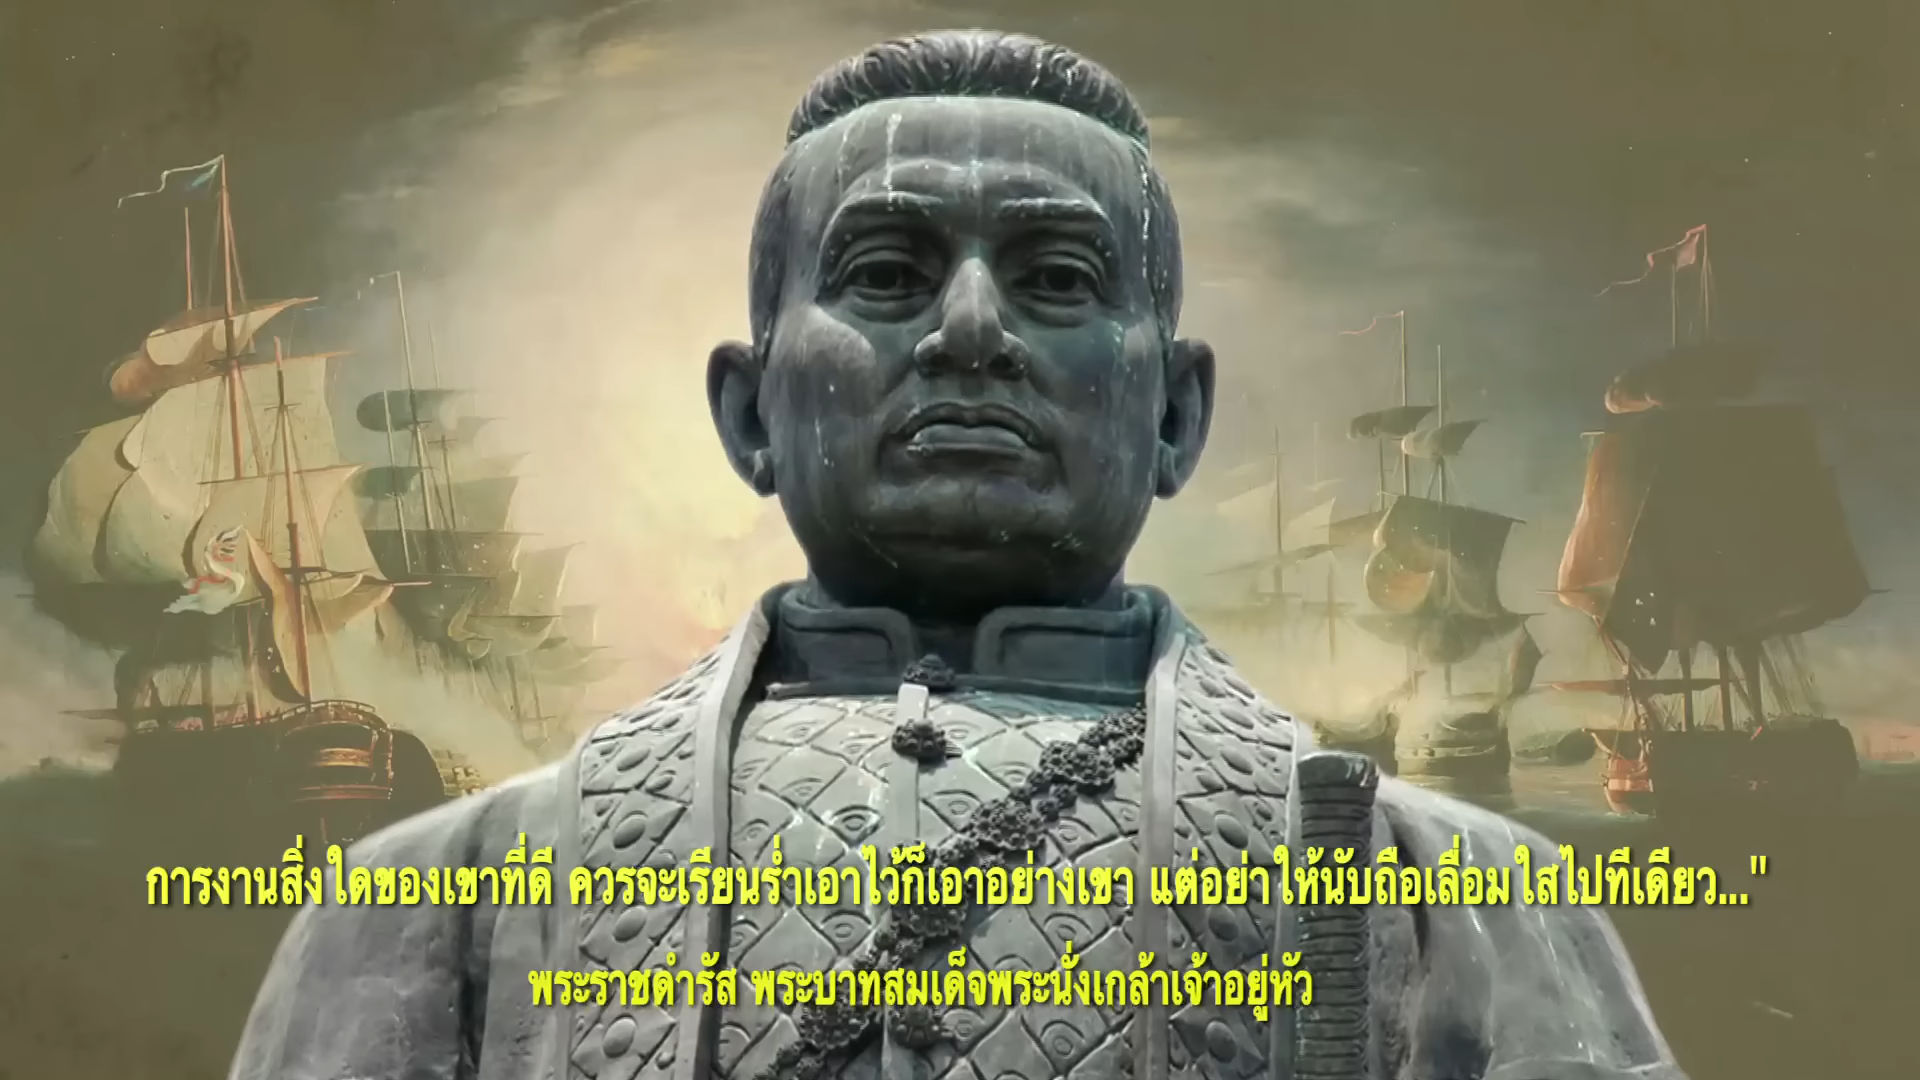 การงานสิ่งใดของเขาที่ดี ควรจะเรียนร่ำเอาไว้ก็เอาอย่างเขา แต่อย่าให้นับถือเลื่อมใสไปทีเดียว..."
พระราชดำรัส พระบาทสมเด็จพระนั่งเกล้าเจ้าอยู่หัว